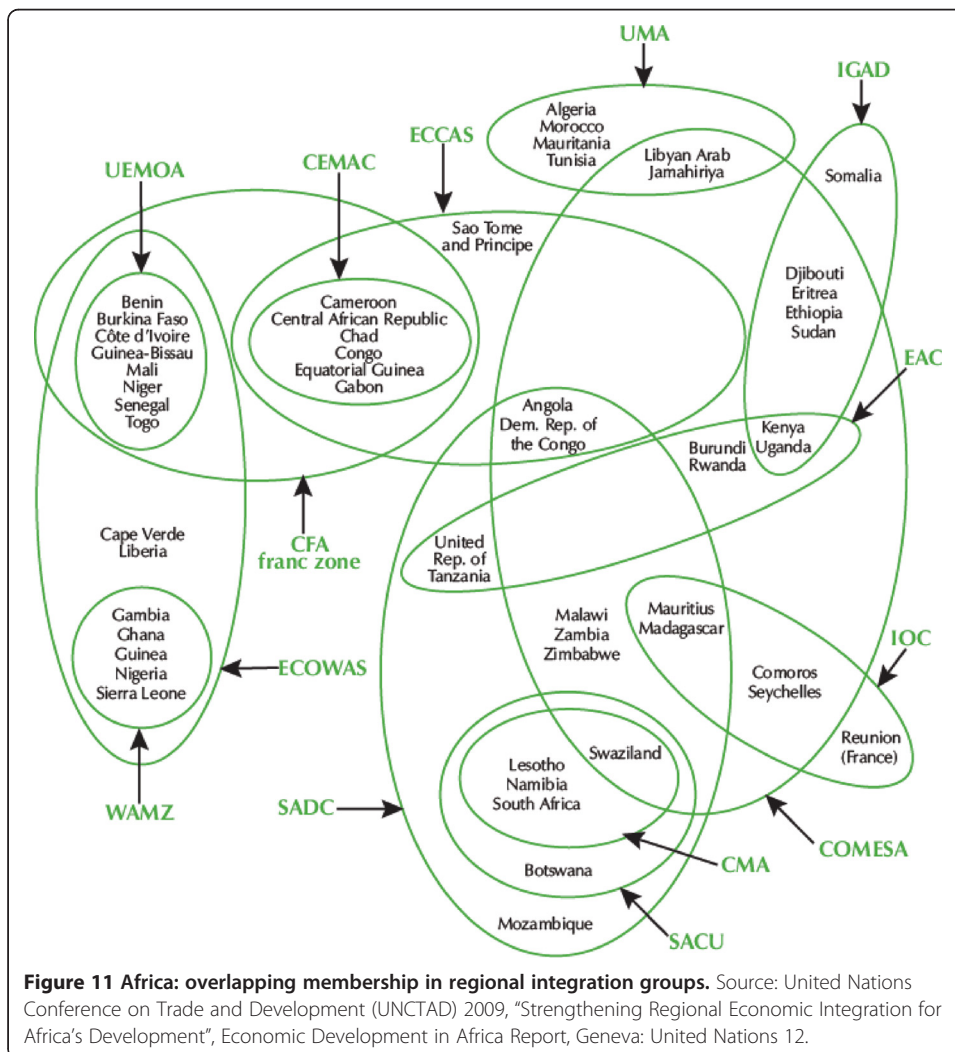 UMA
IGAD
Algeria
Morocco
Mauritania
Tunisia
Libyan Arab
Jamahiriya
Somalia
ECCAS
CEMAC
UEMOA
Sao Tome
and Principe
Djibouti
Eritrea
Ethiopia
Sudan
Benin
Burkina Faso
Côte d'Ivoire
Guinea-Bissau
Mali
Niger
Senegal
Togo
Cameroon
Central African Republic
Chad
Congo
Equatorial Guinea
Gabon
EAC
Angola
Dem. Rep. of
the Congo
Burundi
Rwanda
Kenya
Uganda
Cape Verde
Liberia
CFA
franc zone
United
Rep. of
Tanzania
Gambia
Ghana
Guinea
Nigeria
Sierra Leone
ECOWAS
Malawi
Zambia
Zimbabwe
Mauritius
Madagascar
IOC
Comoros
Seychelles
Reunion
(France)
WAMZ
SADC
Lesotho
Namibia
South Africa
Swaziland
COMESA
CMA
Botswana
Mozambique
SACU
Figure 11 Africa: overlapping membership in regional integration groups. Source: United Nations
Conference on Trade and Development (UNCTAD) 2009, “Strengthening Regional Economic Integration for
Africa’s Development”, Economic Development in Africa Report, Geneva: United Nations 12.